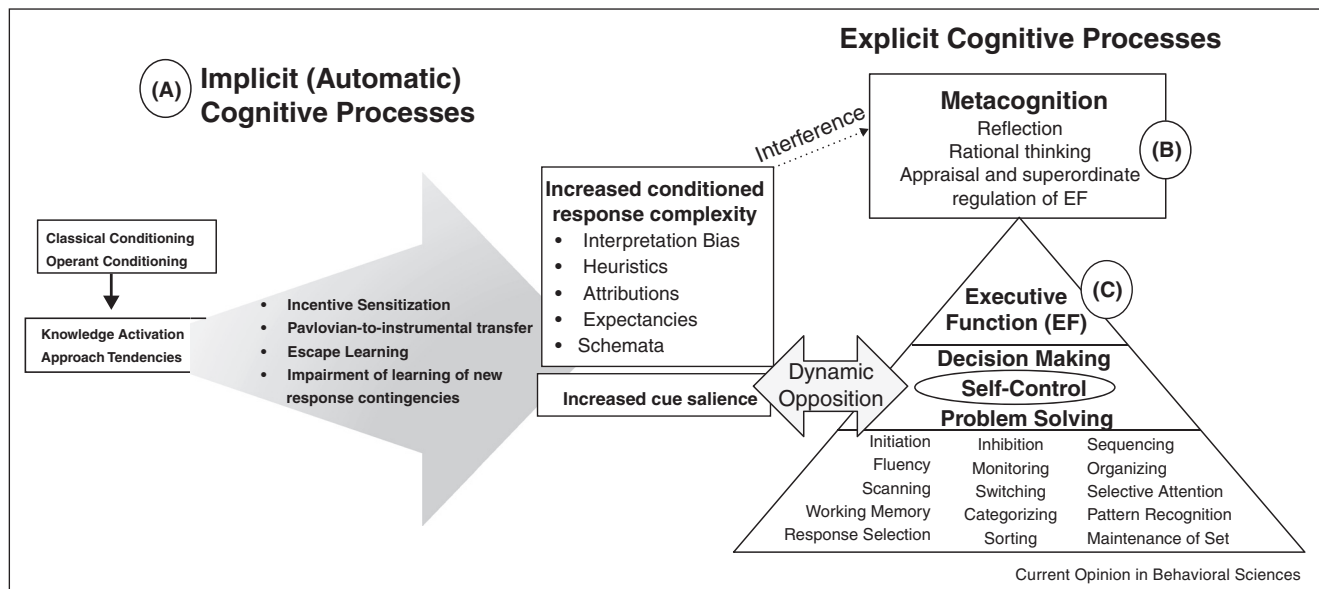 Explicit Cognitive Processes
(A) Implicit (Automatic)
Cognitive Processes
Metacognition
Reflection
Rational thinking
Appraisal and superordinate
regulation of EF
(B)
Interference
Classical Conditioning
Operant Conditioning
Knowledge Activation
Approach Tendencies
• Incentive Sensitization
• Pavlovian-to-instrumental transfer
• Escape Learning
• Impairment of learning of new
response contingencies
Increased conditioned
response complexity
• Interpretation Bias
• Heuristics
• Attributions
• Expectancies
• Schemata
Increased cue salience
Dynamic
Opposition
(C)
Executive
Function (EF)
Decision Making
Self-Control
Problem Solving
Initiation Inhibition Sequencing
Fluency Monitoring Organizing
Scanning Switching Selective Attention
Working Memory Categorizing Pattern Recognition
Response Selection Sorting Maintenance of Set
Current Opinion in Behavioral Sciences